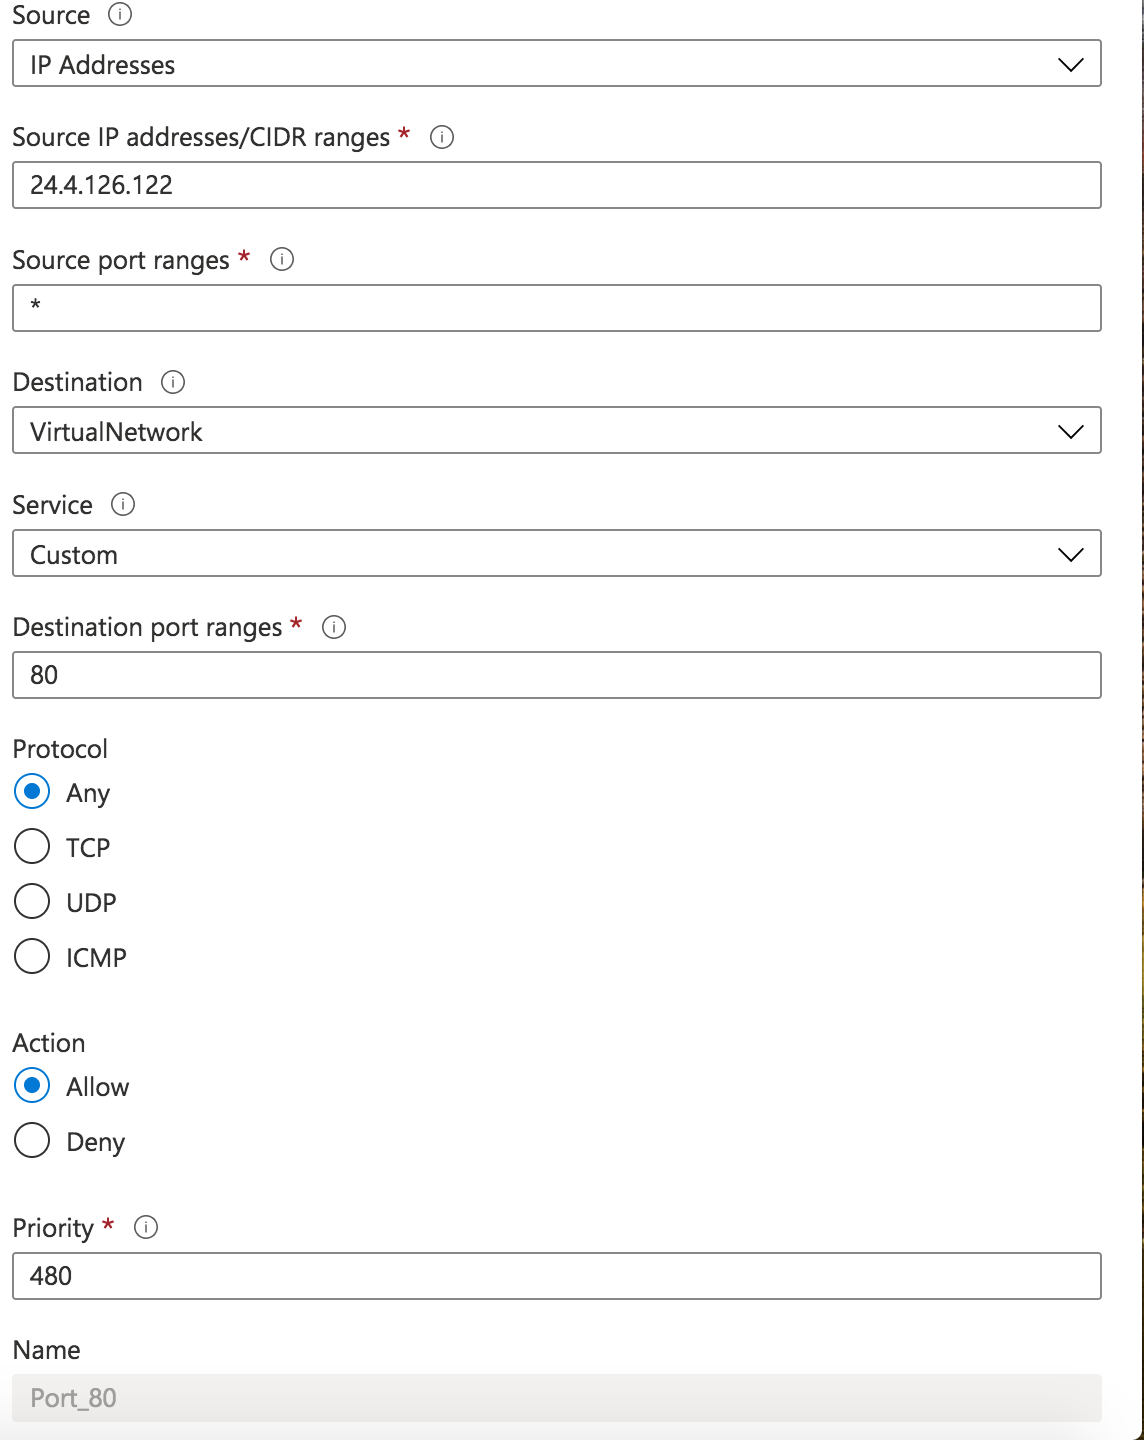 Source
IP Addresses
Source IP addresses/CIDR ranges *
24.4.126.122
Source port ranges *
*
Destination
VirtualNetwork
Service
Custom
Destination port ranges *
80
Protocol
Any
TCP
UDP
ICMP
Action
Allow
Deny
Priority *
480
Name
Port_80